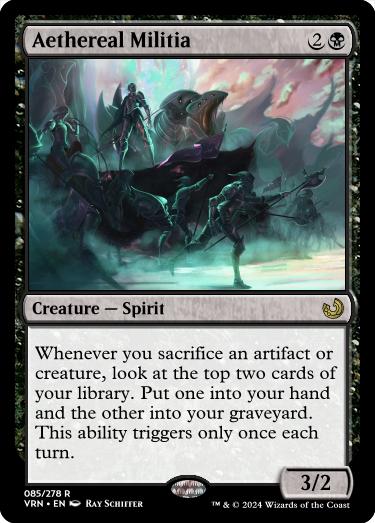 Aethereal Militia 2
Creature — Spirit
Whenever you sacrifice an artifact or
creature, look at the top two cards of
your library. Put one into your hand
and the other into your graveyard.
This ability triggers only once each
turn.
3/2
085/278 R
VRN • EN RAY SCHIFFER
™ & © 2024 Wizards of the Coast